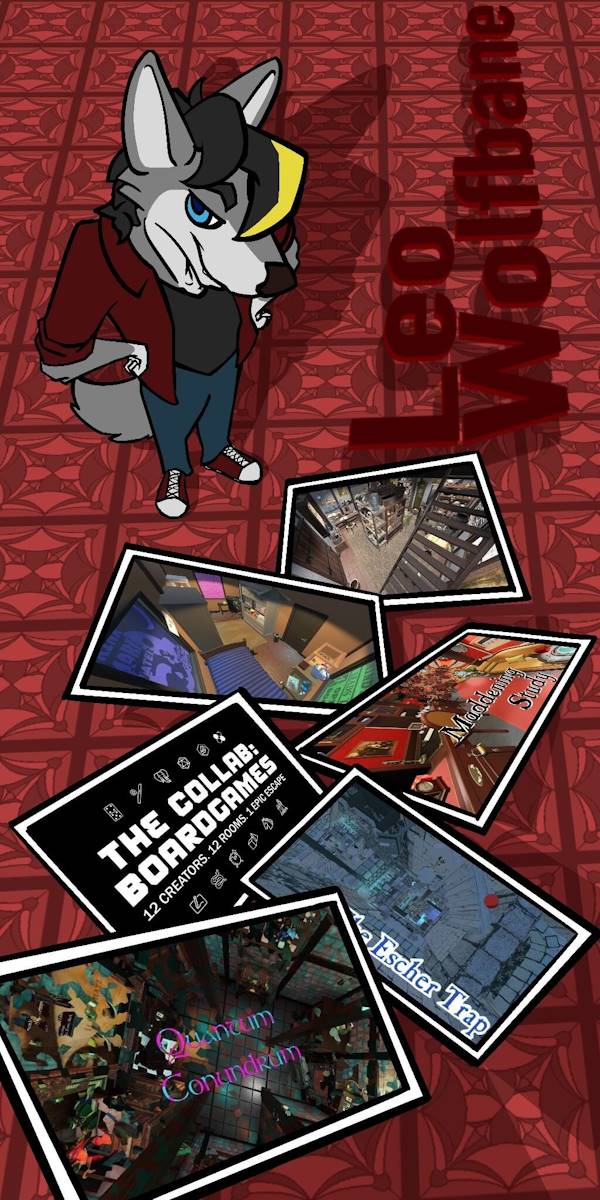 Leo
Wolfbane
Maddening
Study
THE COLLAB:
BOARDGAMES
12 CREATORS. 12 ROOMS. 1 EPIC ESCAPE
Escher Trap
Quantum
Conundrum